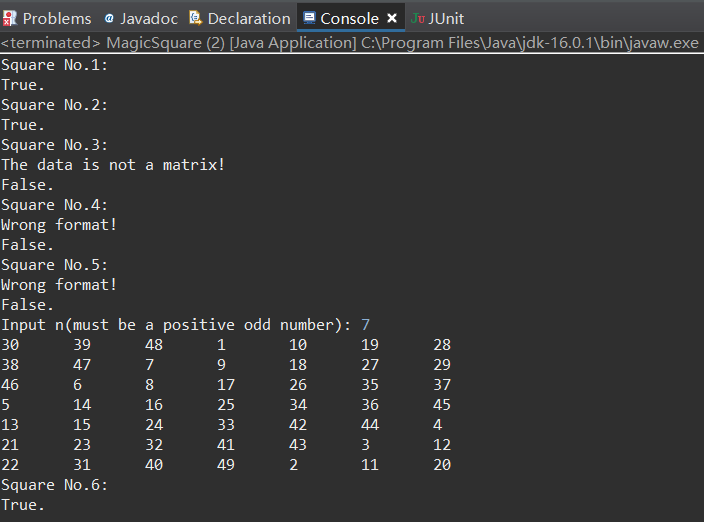 Problems Javadoc Declaration Console JUnit
<terminated> MagicSquare (2) [Java Application] C:\Program Files\Java\jdk-16.0.1\bin\javaw.exe
Square No.1:
True.
Square No.2:
True.
Square No.3:
The data is not a matrix!
False.
Square No.4:
Wrong format!
False.
Square No.5:
Wrong format!
False.
Input n(must be a positive odd number): 7
30 39 48 1 10 19 28
38 47 7 9 18 27 29
46 6 8 17 26 35 37
5 14 16 25 34 36 45
13 15 24 33 42 44 4
21 23 32 41 43 3 12
22 31 40 49 2 11 20
Square No.6:
True.